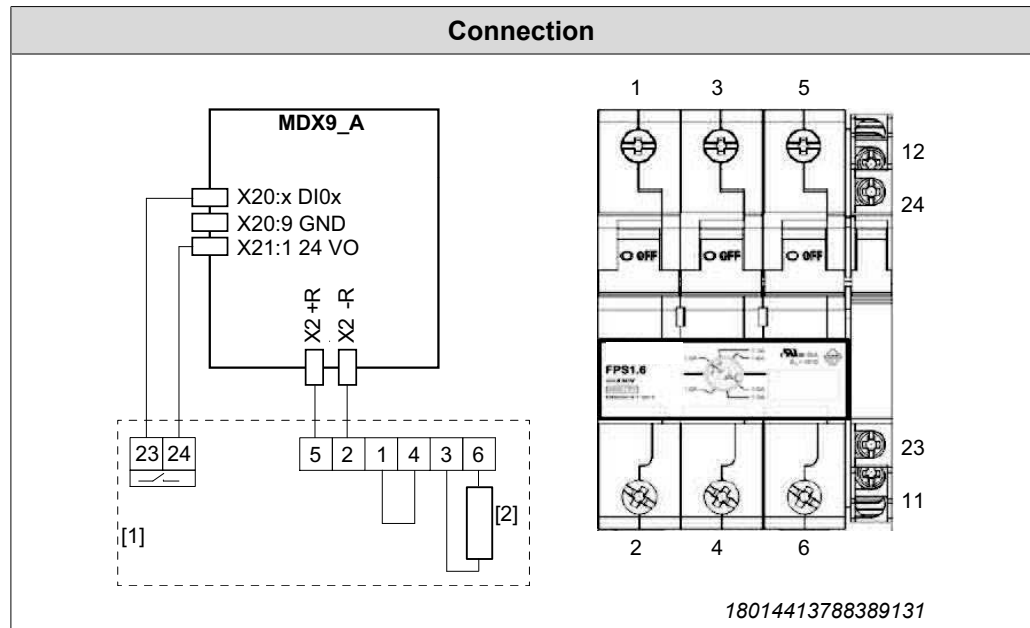 Connection
MDX9_A
X20:x DI0x
X20:9 GND
X21:1 24 VO
X2 +R
X2 -R
23 24
5 2 1 4 3 6
[2]
[1]
1 3 5
12
24
OFF OFF OFF
FPS1.6
23
11
2 4 6
18014413788389131